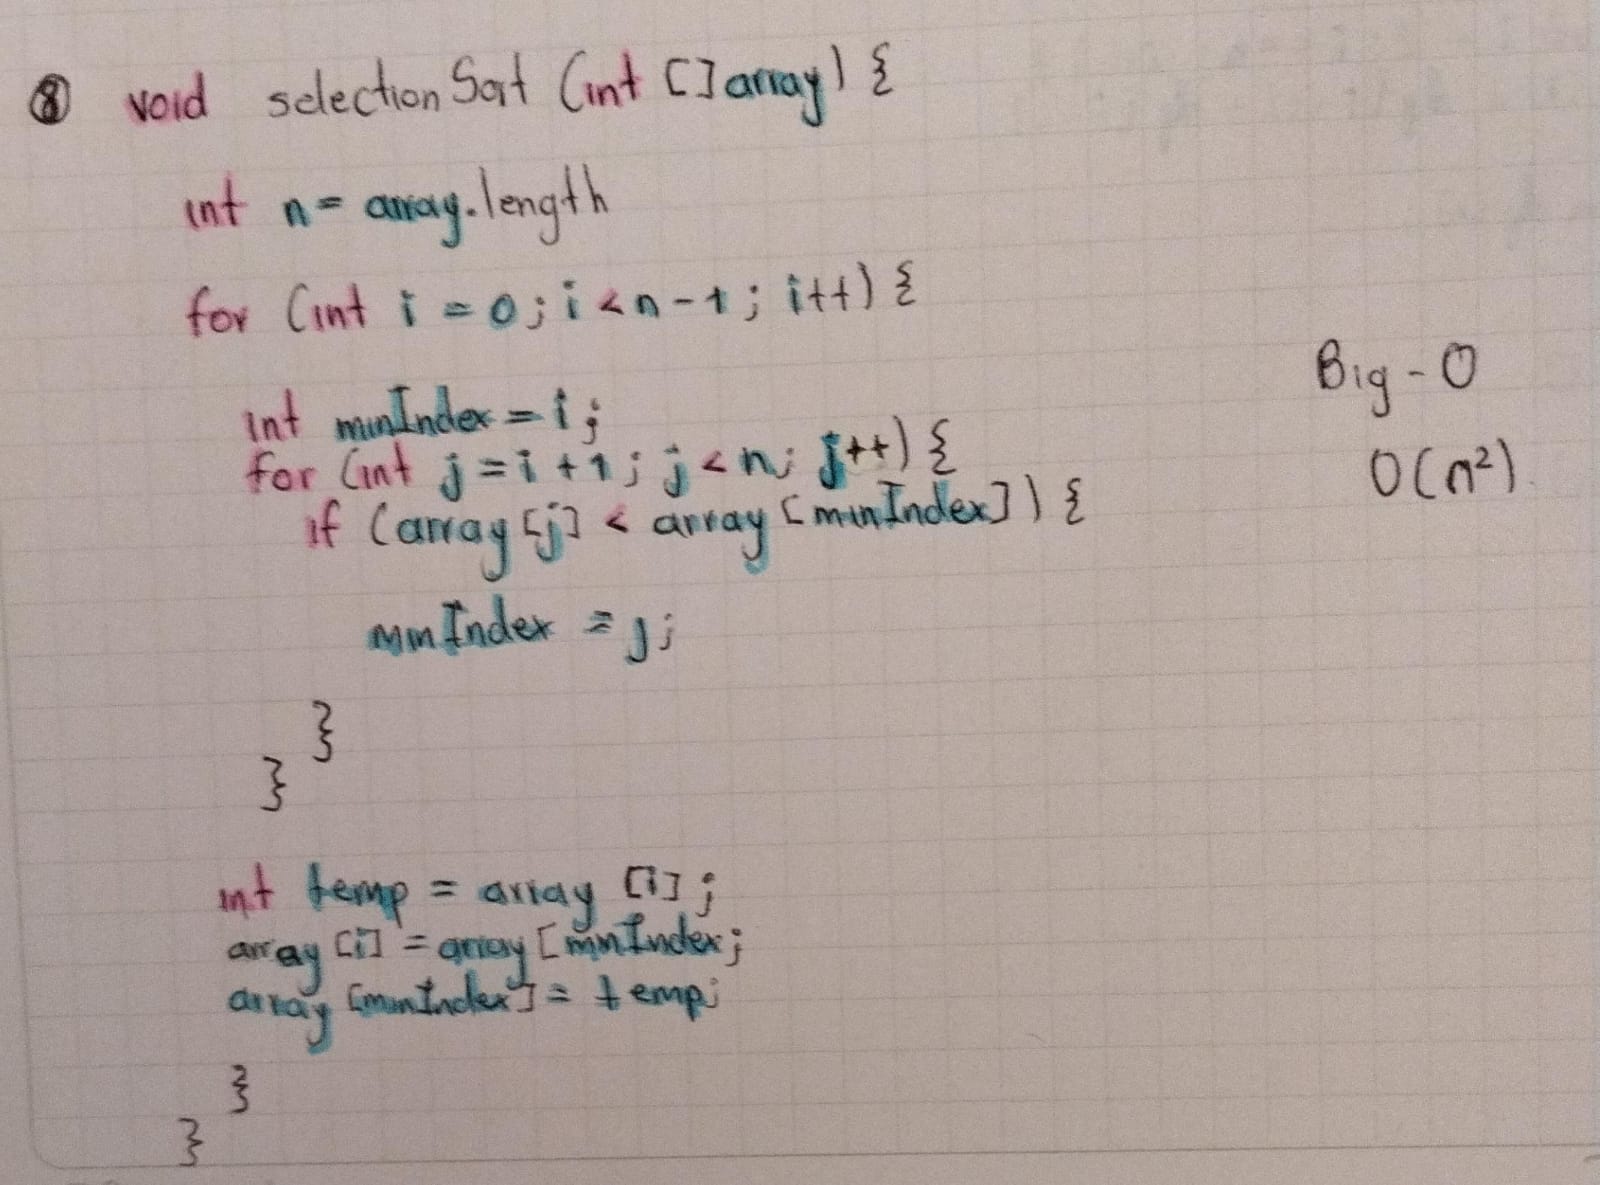 ⑧ void selectionSort (int []array) {
int n= array.length
for (int i = 0; i <n-1; i++) {
int minIndex = i;
for (int j = i +1; j <n; j++) {
if (array [j] < array [minIndex]) {
minIndex = j;
}
}
int temp = array [i];
array [i] = array [minIndex;
array [minIndex] = temp;
}
}
Big-O
O(n²)